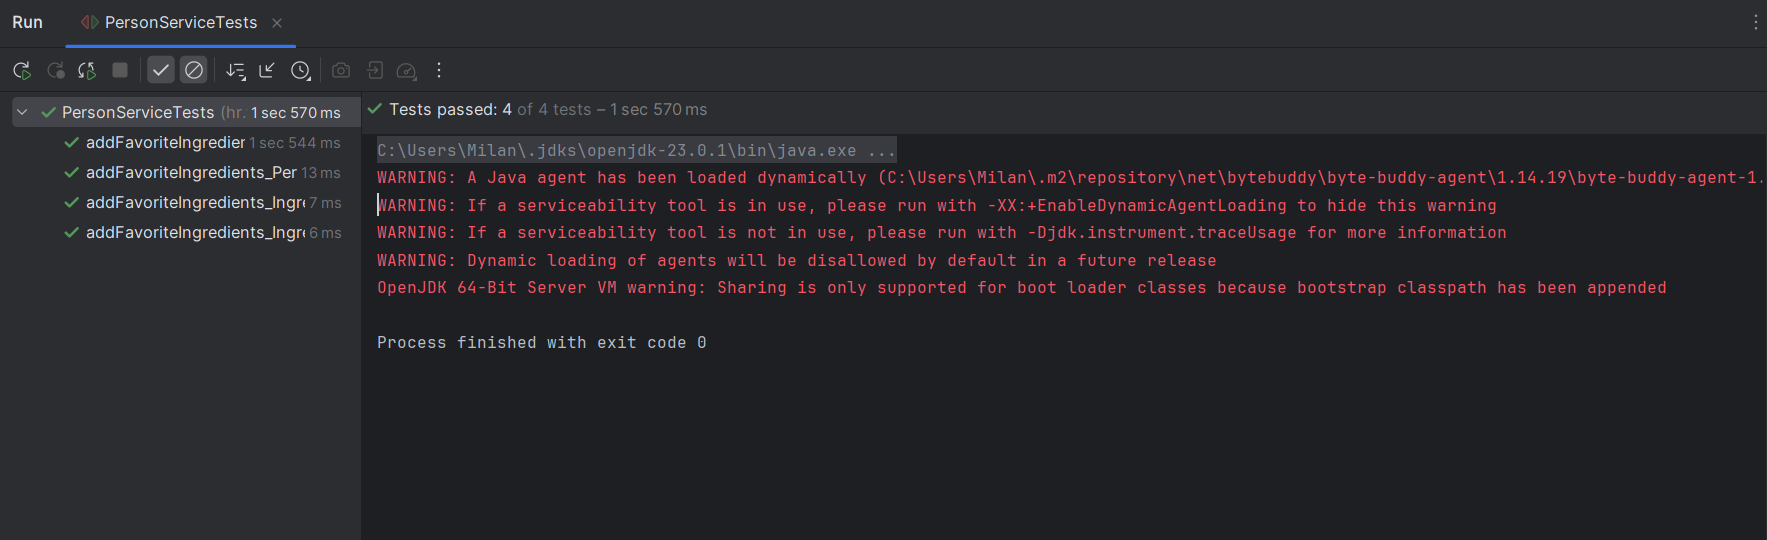 Run PersonServiceTests
PersonServiceTests (hr. 1 sec 570 ms
addFavoriteIngredier 1 sec 544 ms
addFavoriteIngredients_Per 13 ms
addFavoriteIngredients_Ingre 7 ms
addFavoriteIngredients_Ingre 6 ms
Tests passed: 4 of 4 tests – 1 sec 570 ms
C:\Users\Milan\.jdks\openjdk-23.0.1\bin\java.exe ...
WARNING: A Java agent has been loaded dynamically (C:\Users\Milan\.m2\repository\net\bytebuddy\byte-buddy-agent\1.14.19\byte-buddy-agent-1.
WARNING: If a serviceability tool is in use, please run with -XX:+EnableDynamicAgentLoading to hide this warning
WARNING: If a serviceability tool is not in use, please run with -Djdk.instrument.traceUsage for more information
WARNING: Dynamic loading of agents will be disallowed by default in a future release
OpenJDK 64-Bit Server VM warning: Sharing is only supported for boot loader classes because bootstrap classpath has been appended
Process finished with exit code 0